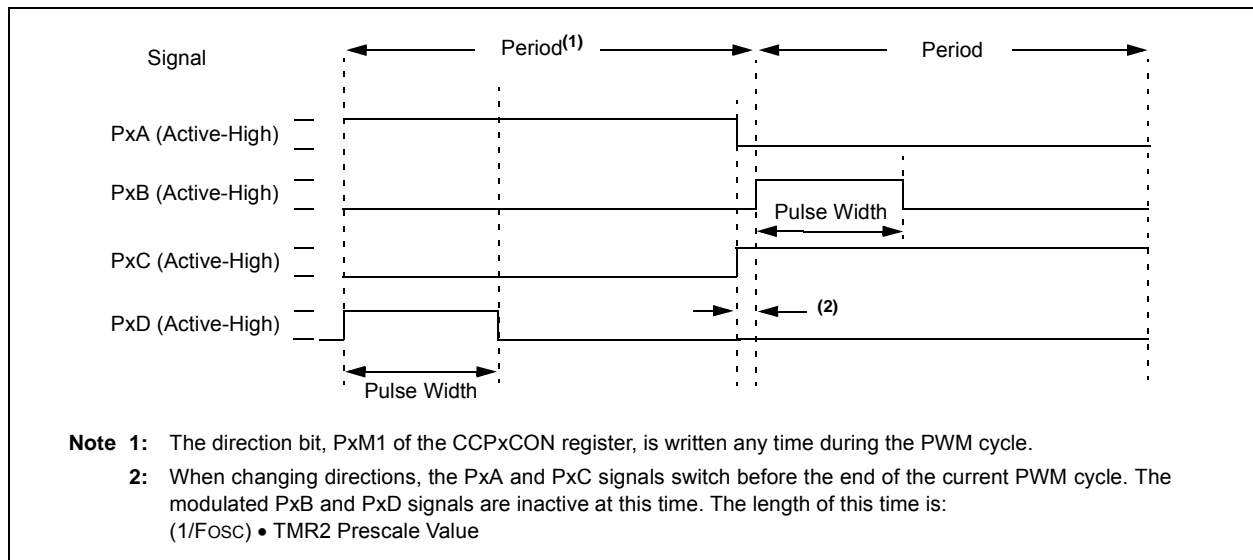 Signal
Period(1)
Period
PxA (Active-High)
PxB (Active-High)
Pulse Width
PxC (Active-High)
(2)
PxD (Active-High)
Pulse Width
Note 1: The direction bit, PxM1 of the CCPxCON register, is written any time during the PWM cycle.
2: When changing directions, the PxA and PxC signals switch before the end of the current PWM cycle. The
modulated PxB and PxD signals are inactive at this time. The length of this time is:
(1/FOSC) • TMR2 Prescale Value